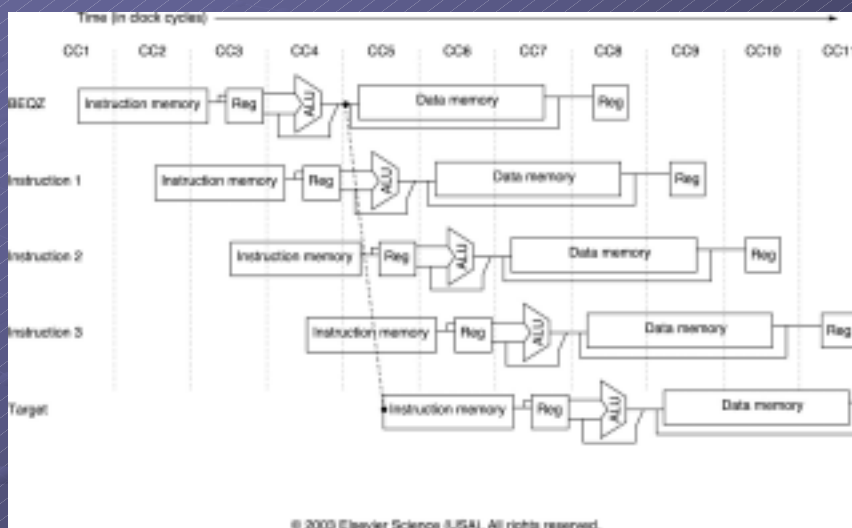 Time (in clock cycles)
CC1 CC2 CC3 CC4 CC5 CC6 CC7 CC8 CC9 CC10 CC11
BEQZ Instruction memory Reg ALU Data memory Reg
Instruction 1 Instruction memory Reg ALU Data memory Reg
Instruction 2 Instruction memory Reg ALU Data memory Reg
Instruction 3 Instruction memory Reg ALU Data memory Reg
Target Instruction memory Reg ALU Data memory
© 2003 Elsevier Science (USA). All rights reserved.